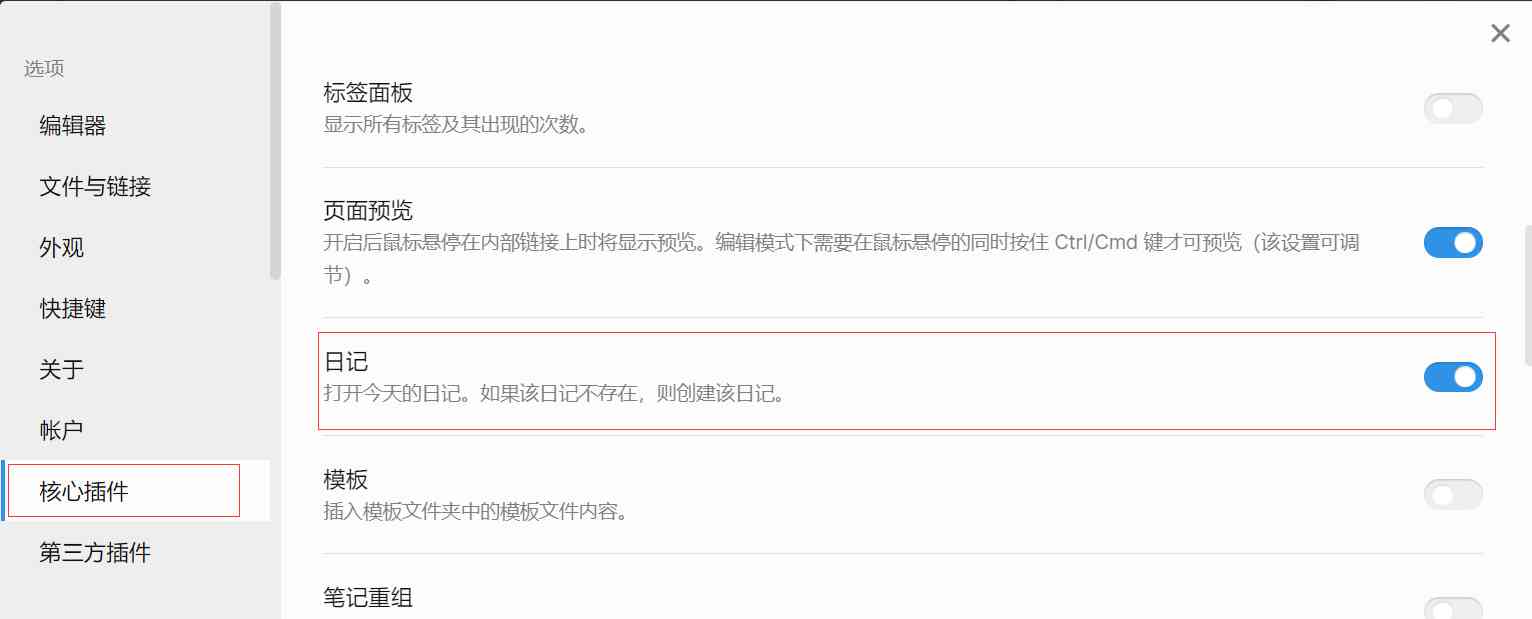 选项
编辑器
文件与链接
外观
快捷键
关于
帐户
核心插件
第三方插件
标签面板
显示所有标签及其出现的次数。
页面预览
开启后鼠标悬停在内部链接上时将显示预览。编辑模式下需要在鼠标悬停的同时按住 Ctrl/Cmd 键才可预览（该设置可调
节）。
日记
打开今天的日记。如果该日记不存在，则创建该日记。
模板
插入模板文件夹中的模板文件内容。
笔记重组